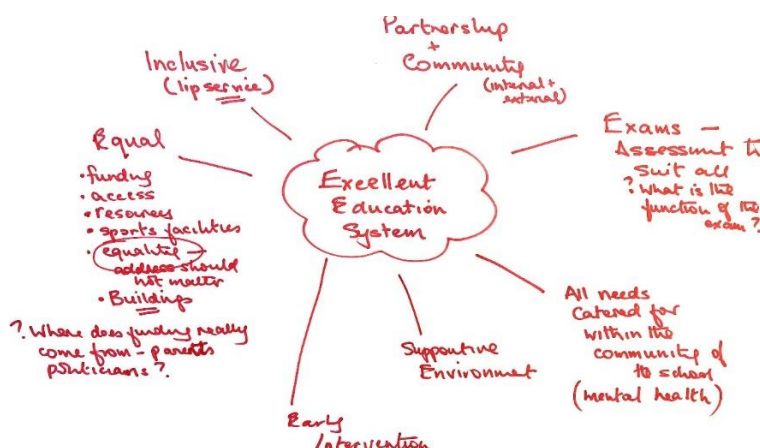 Partnership
+
Community
(internal +
external)
Inclusive
(lip service)
Equal
• funding
• access
• resources
• sports facilities
• equalities –
address should
not matter
• Buildings
? Where does funding really
come from – parents
politicians?
Excellent
Education
System
Exams –
Assessment t
suit all
? What is the
function of the
exam?
All needs
Catered for
within the
community of
the school
(mental health)
Supportive
Environment
Early
Intervention